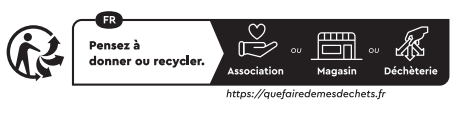 FR
Pensez à
donner ou recycler.
Association ou Magasin ou Déchèterie
https://quefairedemesdechets.fr